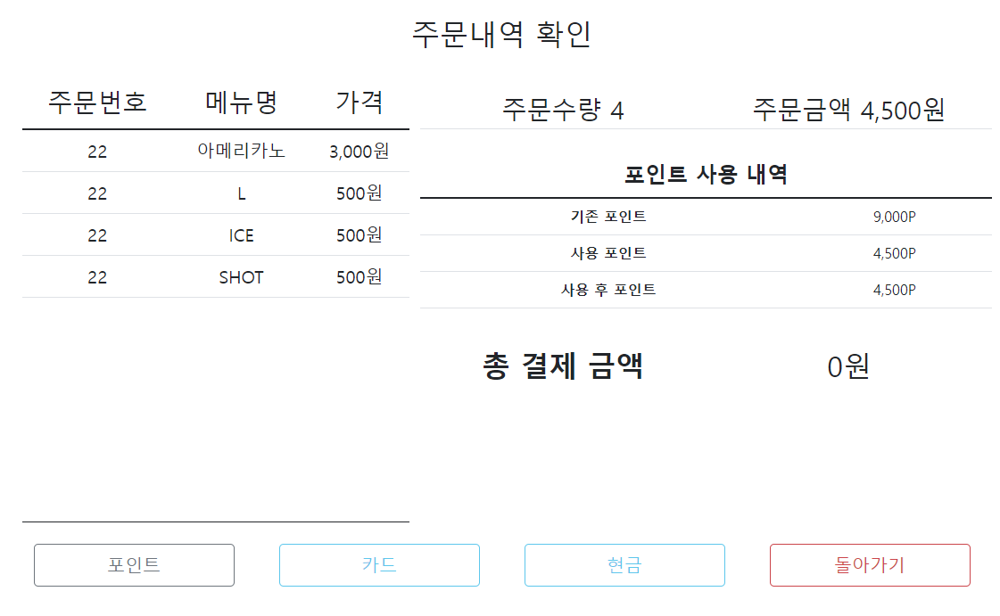 주문내역 확인
주문번호 메뉴명 가격
22 아메리카노 3,000원
22 L 500원
22 ICE 500원
22 SHOT 500원
주문수량 4 주문금액 4,500원
포인트 사용 내역
기존 포인트 9,000P
사용 포인트 4,500P
사용 후 포인트 4,500P
총 결제 금액 0원
포인트 카드 현금 돌아가기